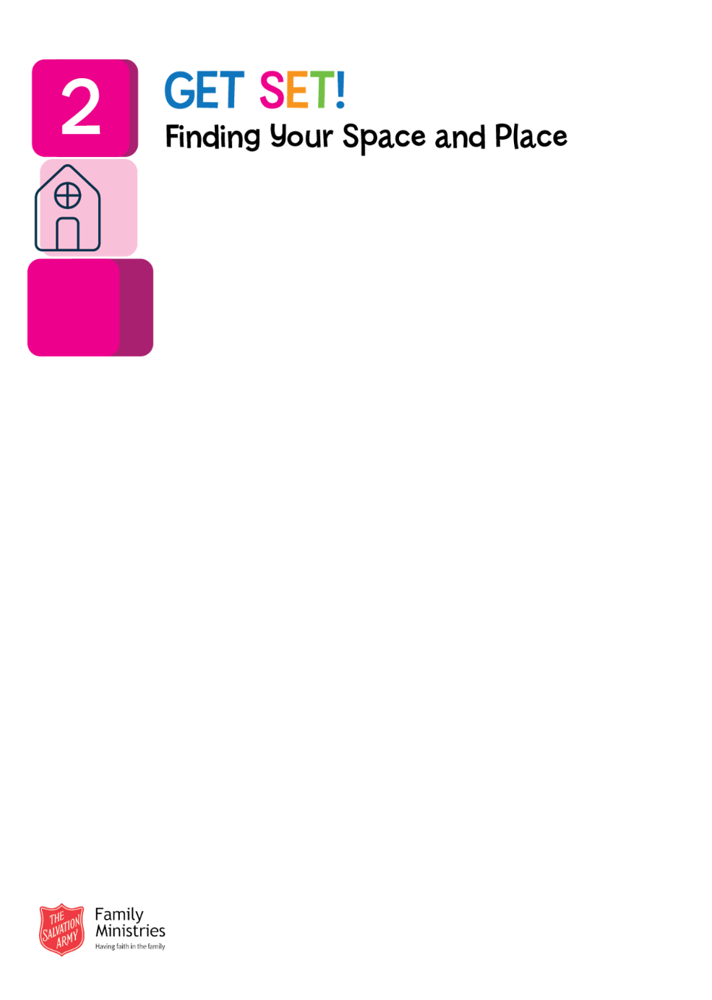 2
GET SET!
Finding Your Space and Place
THE
SALVATION
ARMY
Family
Ministries
Having faith in the family